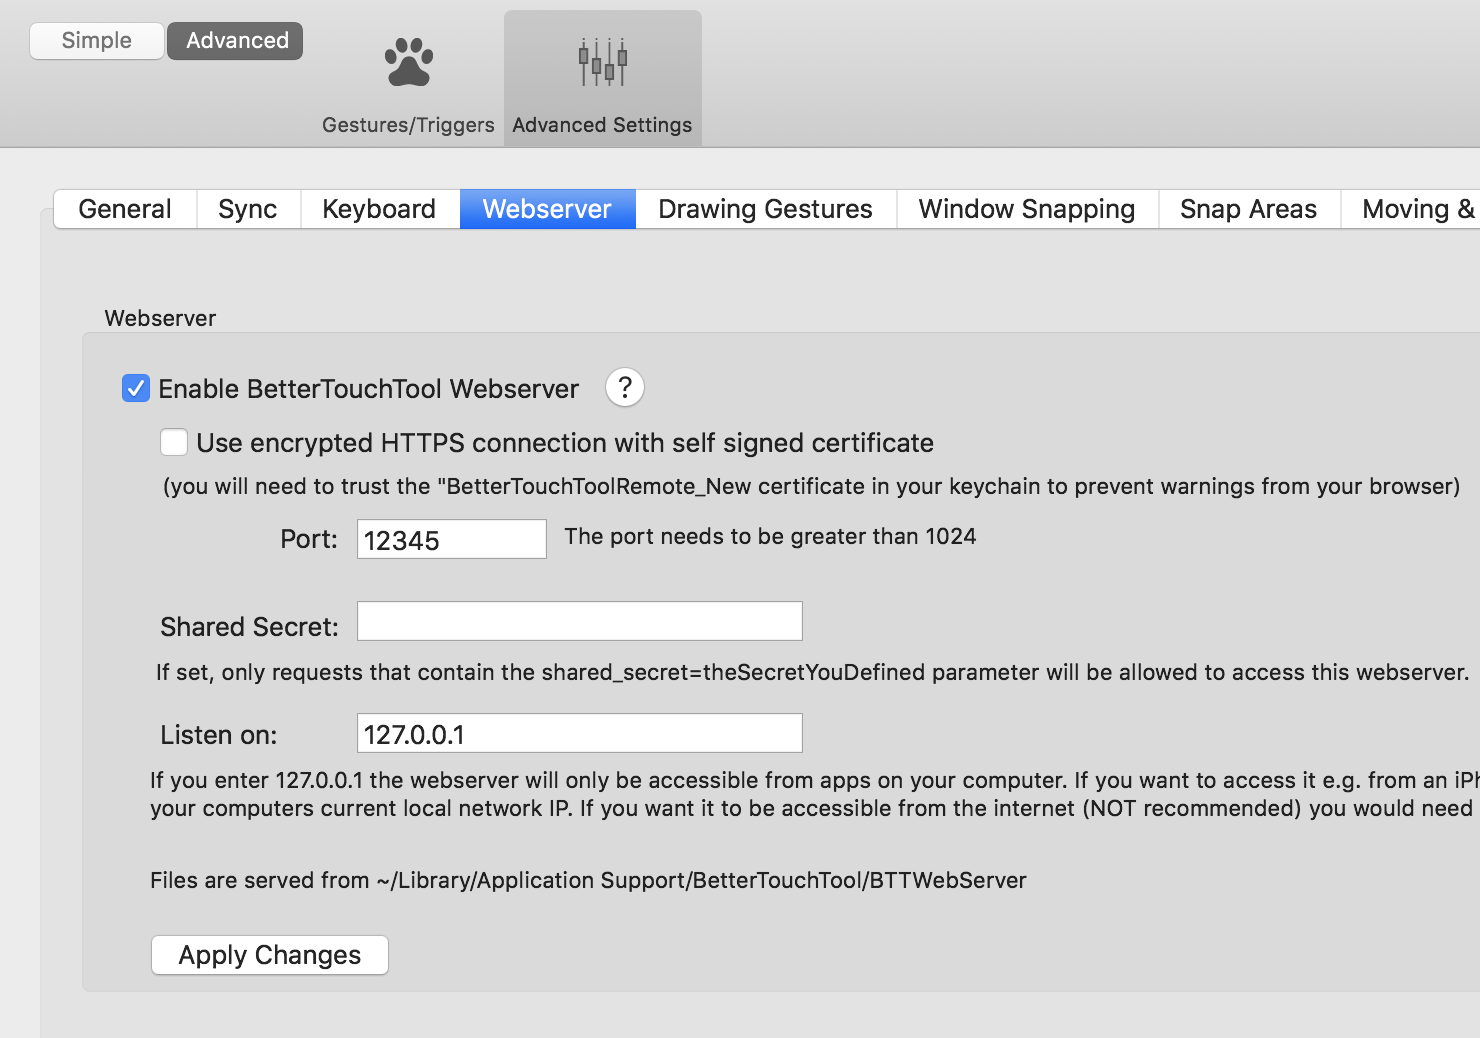 Simple Advanced
Gestures/Triggers Advanced Settings
General Sync Keyboard Webserver Drawing Gestures Window Snapping Snap Areas Moving &
Webserver
Enable BetterTouchTool Webserver ?
Use encrypted HTTPS connection with self signed certificate
(you will need to trust the "BetterTouchToolRemote_New certificate in your keychain to prevent warnings from your browser)
Port: 12345 The port needs to be greater than 1024
Shared Secret:
If set, only requests that contain the shared_secret=theSecretYouDefined parameter will be allowed to access this webserver.
Listen on: 127.0.0.1
If you enter 127.0.0.1 the webserver will only be accessible from apps on your computer. If you want to access it e.g. from an
your computers current local network IP. If you want it to be accessible from the internet (NOT recommended) you would need
Files are served from ~/Library/Application Support/BetterTouchTool/BTTWebServer
Apply Changes